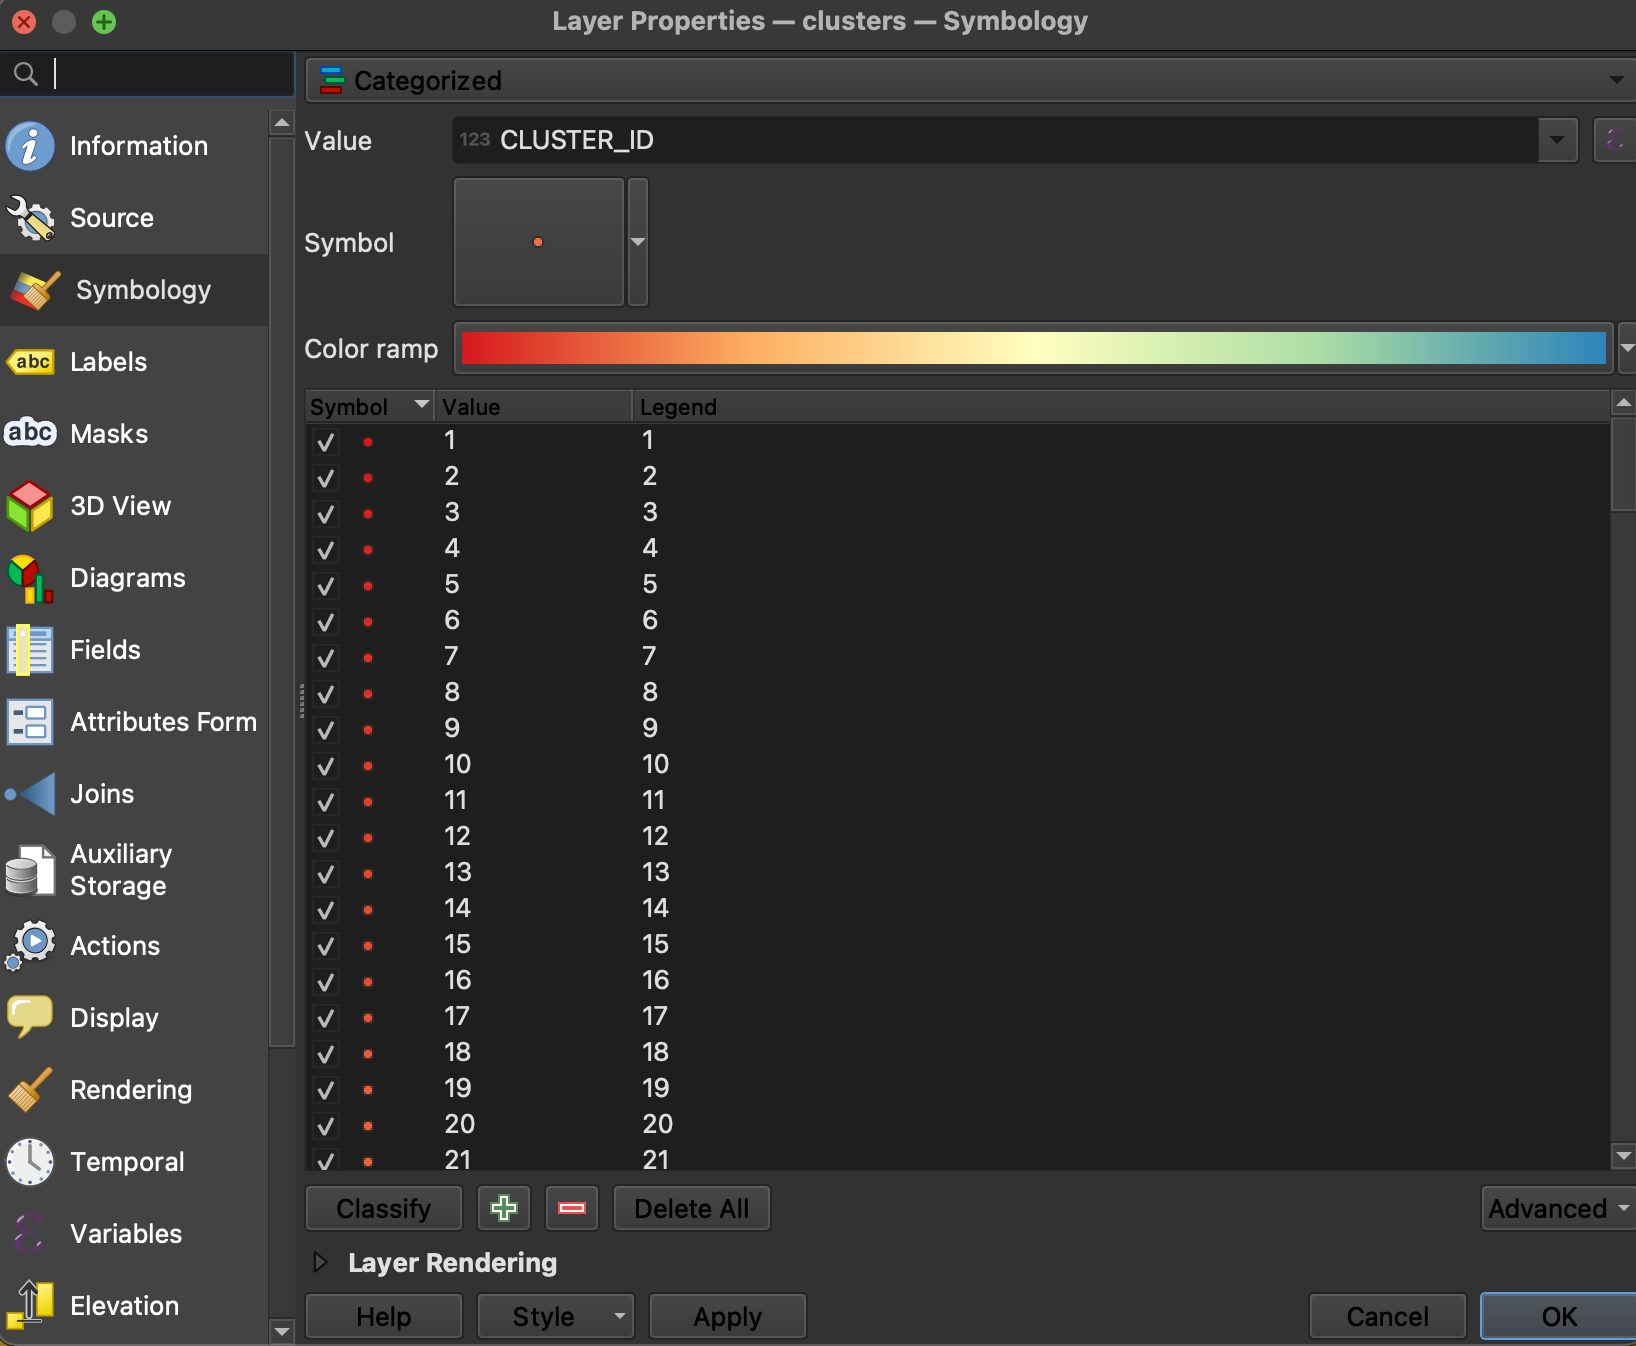 Layer Properties — clusters — Symbology
Categorized
Value 123 CLUSTER_ID
Symbol
Color ramp
Information
Source
Symbology
abc Labels
abc Masks
3D View
Diagrams
Fields
Attributes Form
Joins
Auxiliary
Storage
Actions
Display
Rendering
Temporal
Variables
Elevation
Symbol Value Legend
1 1
2 2
3 3
4 4
5 5
6 6
7 7
8 8
9 9
10 10
11 11
12 12
13 13
14 14
15 15
16 16
17 17
18 18
19 19
20 20
21 21
Classify Delete All Advanced
Layer Rendering
Help Style Apply Cancel OK